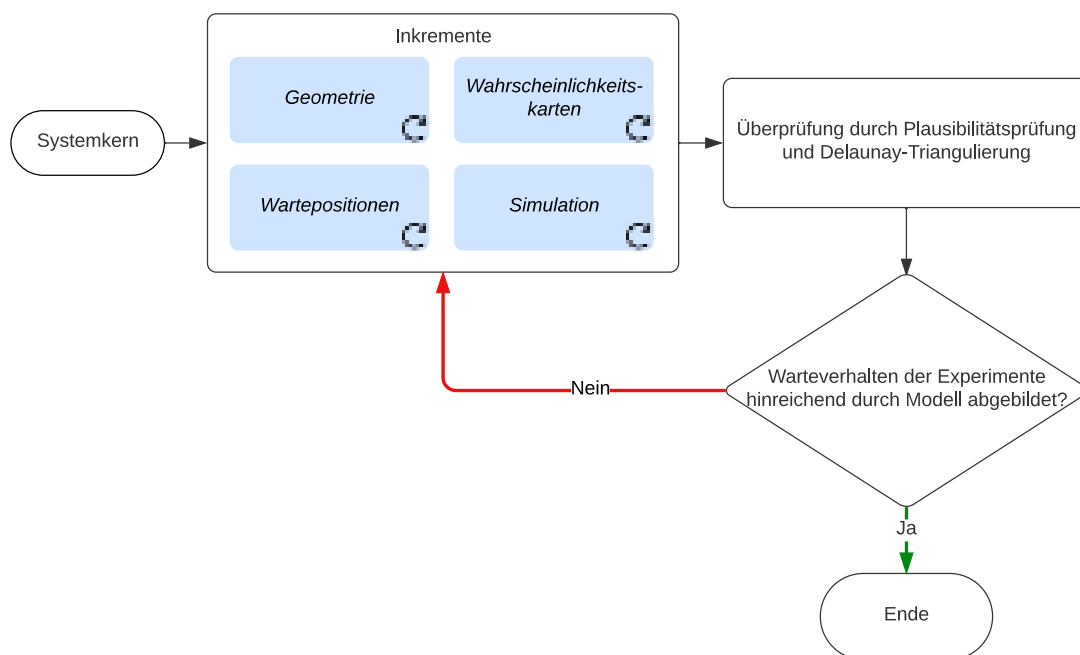 Inkremente
Geometrie
Wahrscheinlichkeits-
karten
Systemkern
Wartepositionen
Simulation
Überprüfung durch Plausibilitätsprüfung
und Delaunay-Triangulierung
Warteverhalten der Experimente
hinreichend durch Modell abgebildet?
Nein
Ja
Ende